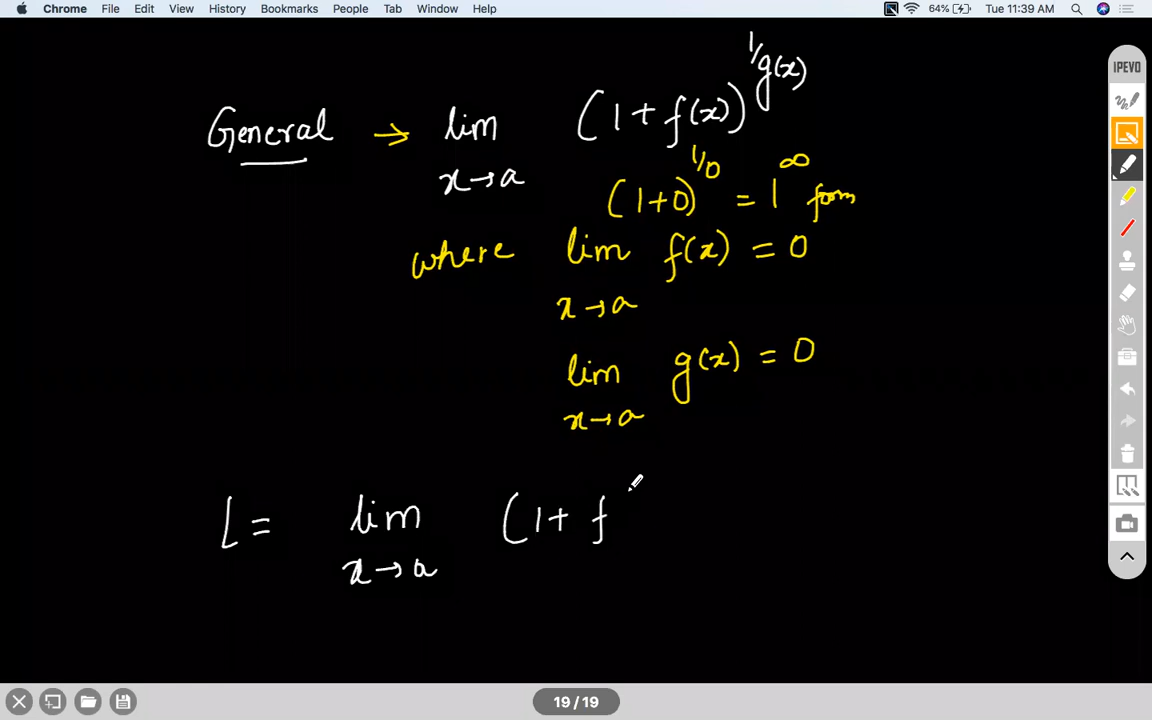 Chrome File Edit View History Bookmarks People Tab Window Help 64% Tue 11:39 AM
IPEVO
General → lim x→a (1 + f(x))^1/g(x)
(1+0)^1/0 = 1^∞ form
where lim x→a f(x) = 0
lim x→a g(x) = 0
L = lim x→a (1 + f
19 / 19